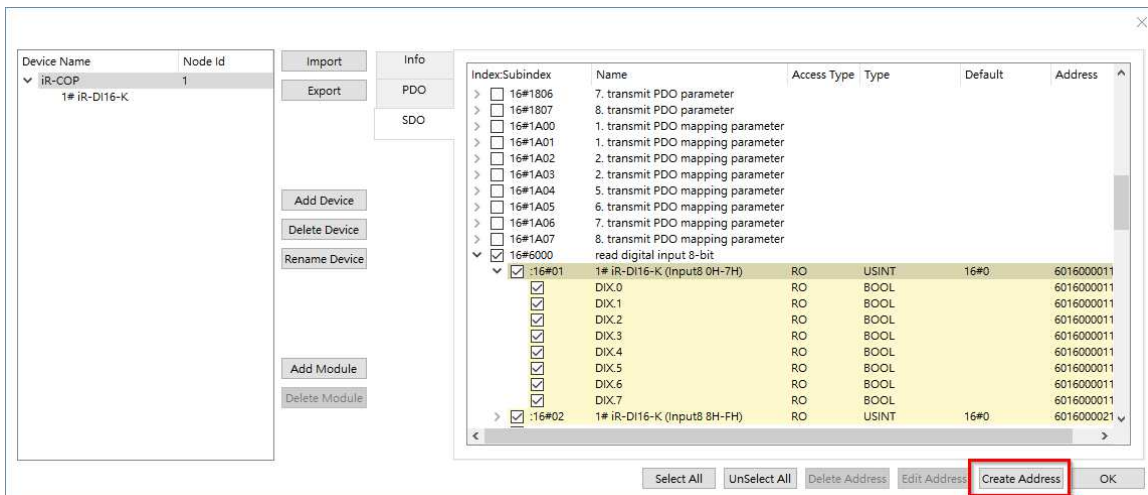 Device Name Node Id
iR-COP 1
1# iR-DI16-K
Import
Export
Add Device
Delete Device
Rename Device
Add Module
Delete Module
Info
PDO
SDO
Index:Subindex Name Access Type Type Default Address
16#1806 7. transmit PDO parameter
16#1807 8. transmit PDO parameter
16#1A00 1. transmit PDO mapping parameter
16#1A01 1. transmit PDO mapping parameter
16#1A02 2. transmit PDO mapping parameter
16#1A03 2. transmit PDO mapping parameter
16#1A04 5. transmit PDO mapping parameter
16#1A05 6. transmit PDO mapping parameter
16#1A06 7. transmit PDO mapping parameter
16#1A07 8. transmit PDO mapping parameter
16#6000 read digital input 8-bit
:16#01 1# iR-DI16-K (Input8 0H-7H) RO USINT 16#0 6016000011
DIX.0 RO BOOL 6016000011
DIX.1 RO BOOL 6016000011
DIX.2 RO BOOL 6016000011
DIX.3 RO BOOL 6016000011
DIX.4 RO BOOL 6016000011
DIX.5 RO BOOL 6016000011
DIX.6 RO BOOL 6016000011
DIX.7 RO BOOL 6016000011
:16#02 1# iR-DI16-K (Input8 8H-FH) RO USINT 16#0 6016000021
Select All UnSelect All Delete Address Edit Address Create Address OK